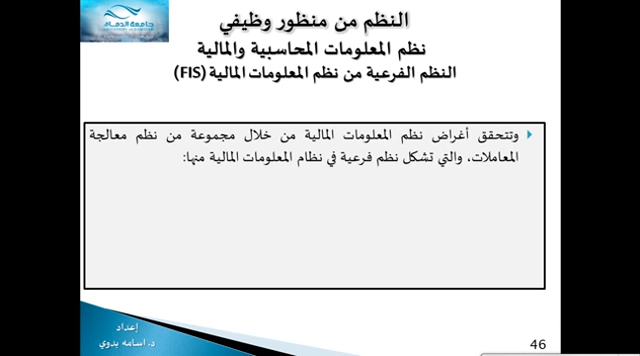 جامعة الدمام
النظم من منظور وظيفي
نظم المعلومات المحاسبية والمالية
النظم الفرعية من نظم المعلومات المالية (FIS)
وتتحقق أغراض نظم المعلومات المالية من خلال مجموعة من نظم معالجة
المعاملات، والتي تشكل نظم فرعية في نظام المعلومات المالية منها:
إعداد
د. اسامه بدوي
46